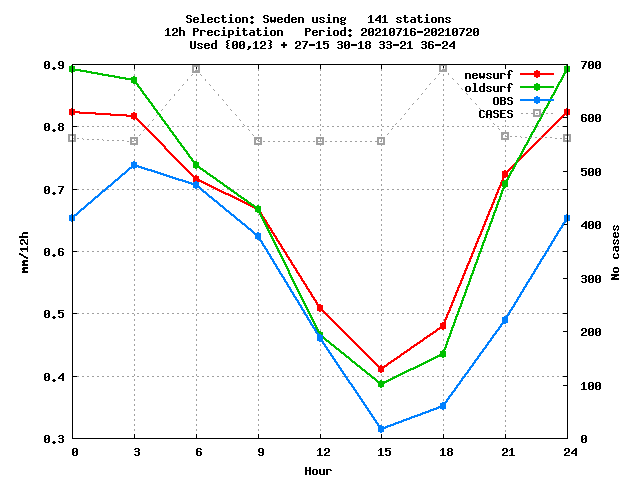 Selection: Sweden using   141 stations
12h Precipitation   Period: 20210716-20210720
Used {00,12} + 27-15 30-18 33-21 36-24
newsurf
oldsurf
OBS
CASES
mm/12h
0.9
0.8
0.7
0.6
0.5
0.4
0.3
700
600
500
400
300
200
100
0
No cases
0 3 6 9 12 15 18 21 24
Hour